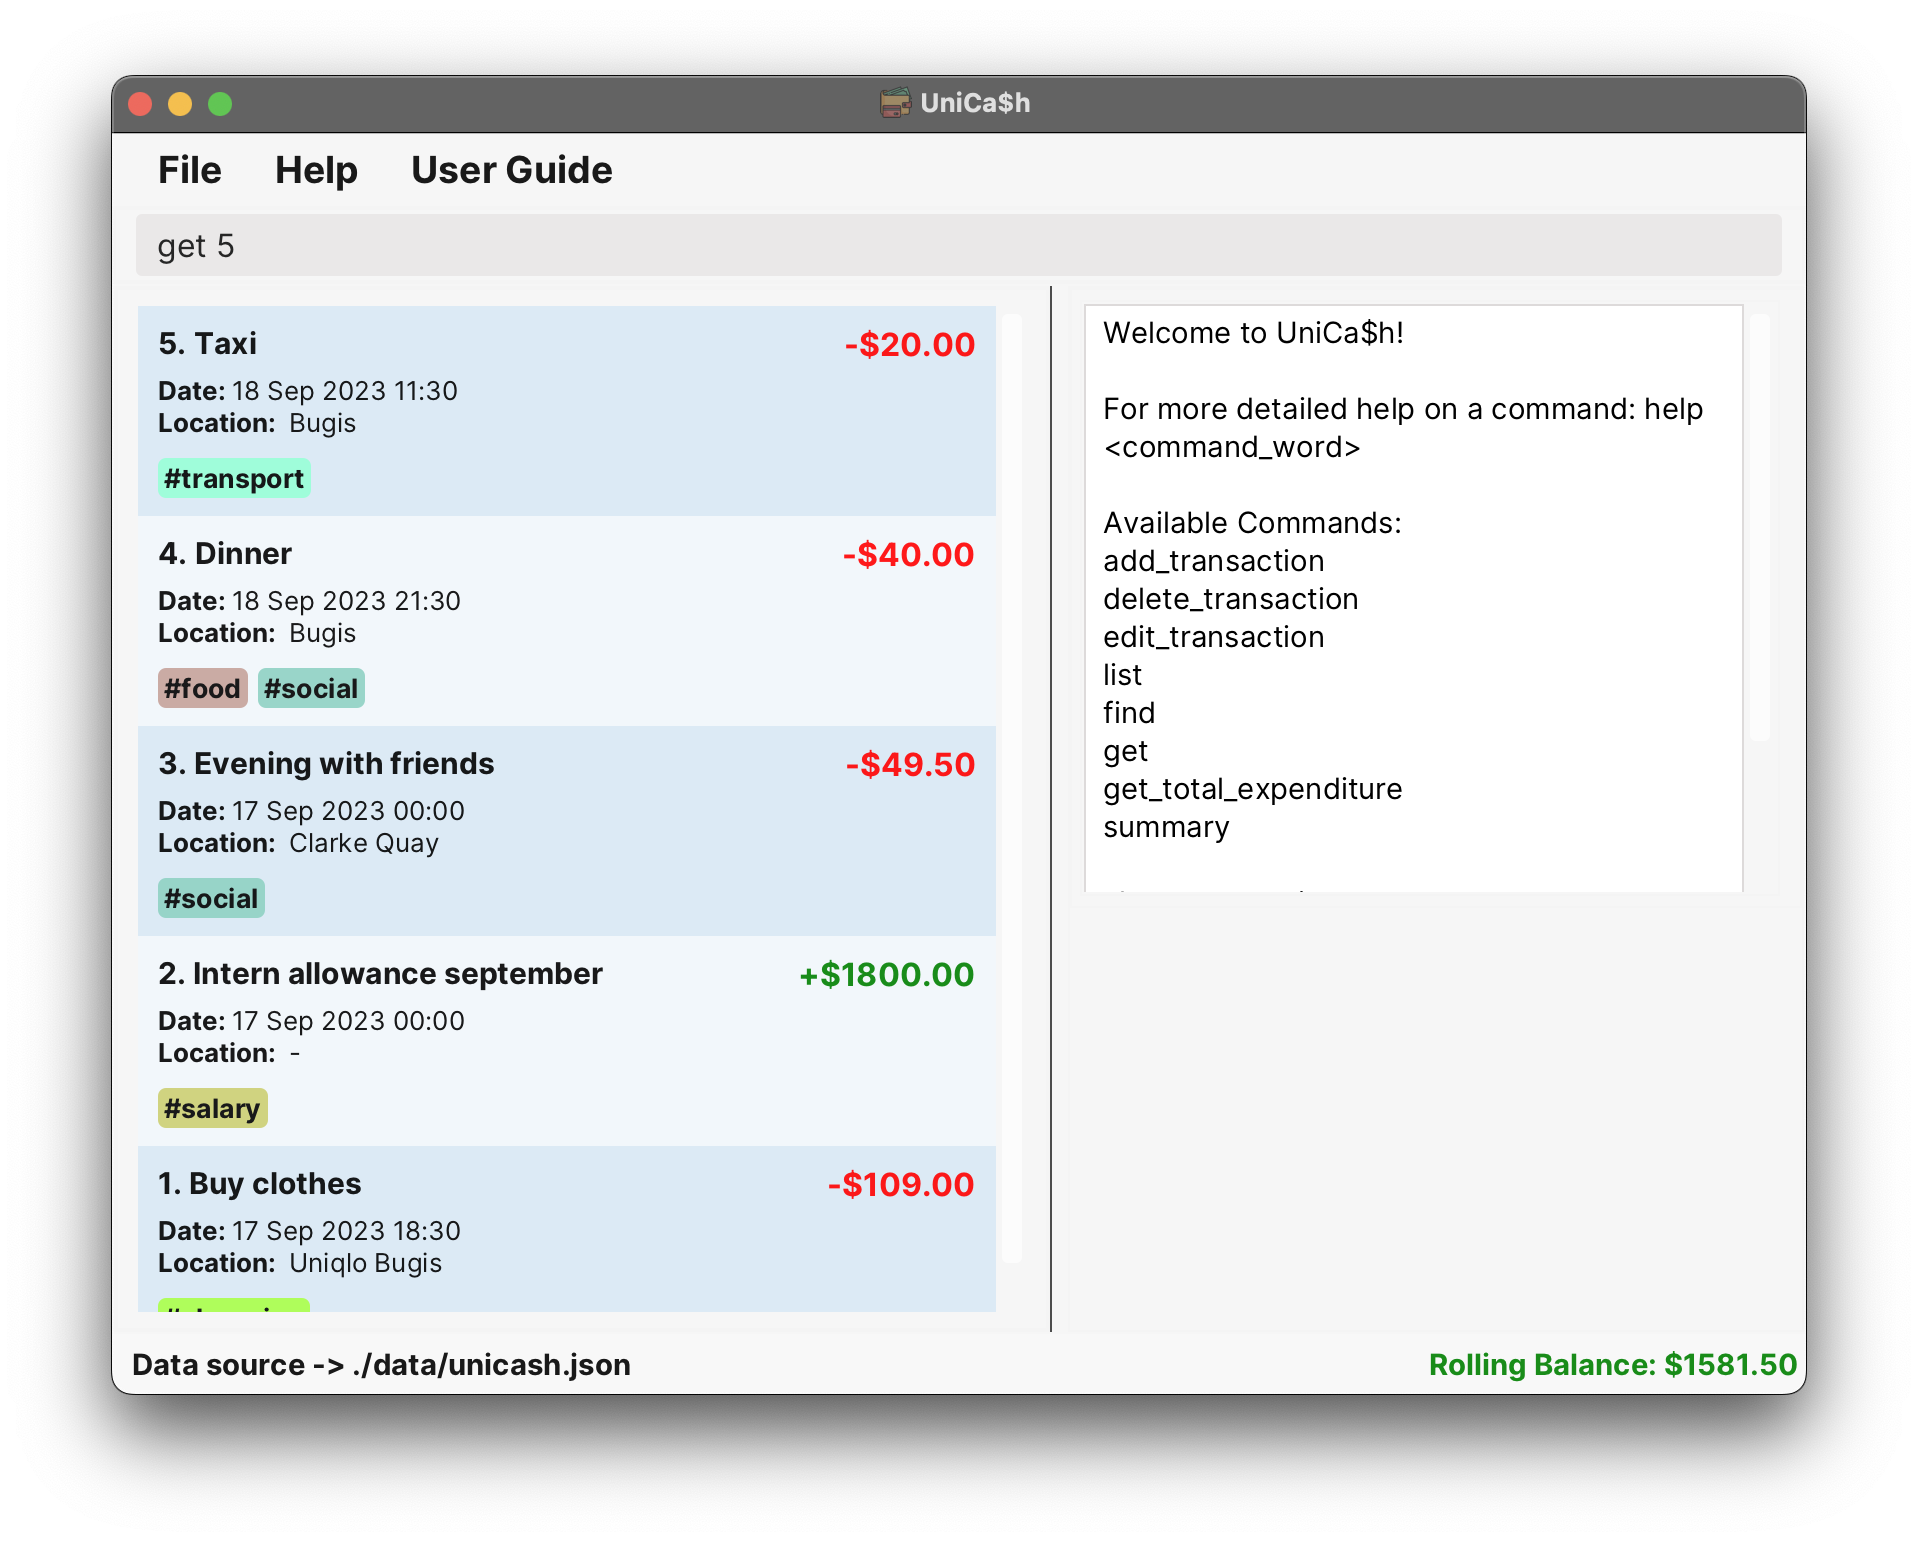 UniCa$h
File Help User Guide
get 5
5. Taxi -$20.00
Date: 18 Sep 2023 11:30
Location: Bugis
#transport
4. Dinner -$40.00
Date: 18 Sep 2023 21:30
Location: Bugis
#food #social
3. Evening with friends -$49.50
Date: 17 Sep 2023 00:00
Location: Clarke Quay
#social
2. Intern allowance september +$1800.00
Date: 17 Sep 2023 00:00
Location: -
#salary
1. Buy clothes -$109.00
Date: 17 Sep 2023 18:30
Location: Uniqlo Bugis
Welcome to UniCa$h!
For more detailed help on a command: help
<command_word>
Available Commands:
add_transaction
delete_transaction
edit_transaction
list
find
get
get_total_expenditure
summary
Data source -> ./data/unicash.json
Rolling Balance: $1581.50